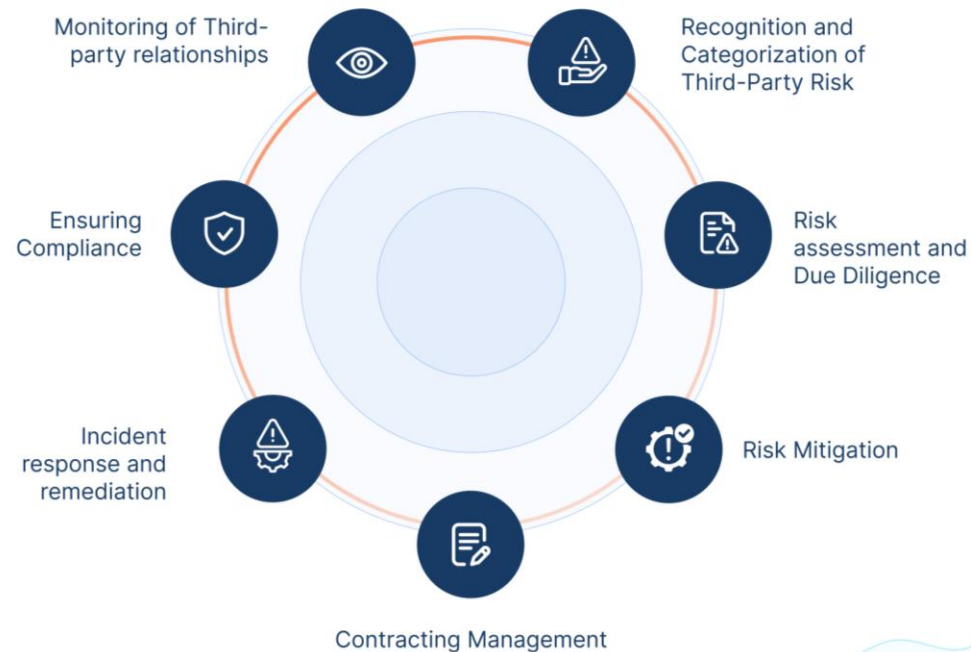 Monitoring of Third-
party relationships
Recognition and
Categorization of
Third-Party Risk
Ensuring
Compliance
Risk
assessment and
Due Diligence
Incident
response and
remediation
Risk Mitigation
Contracting Management